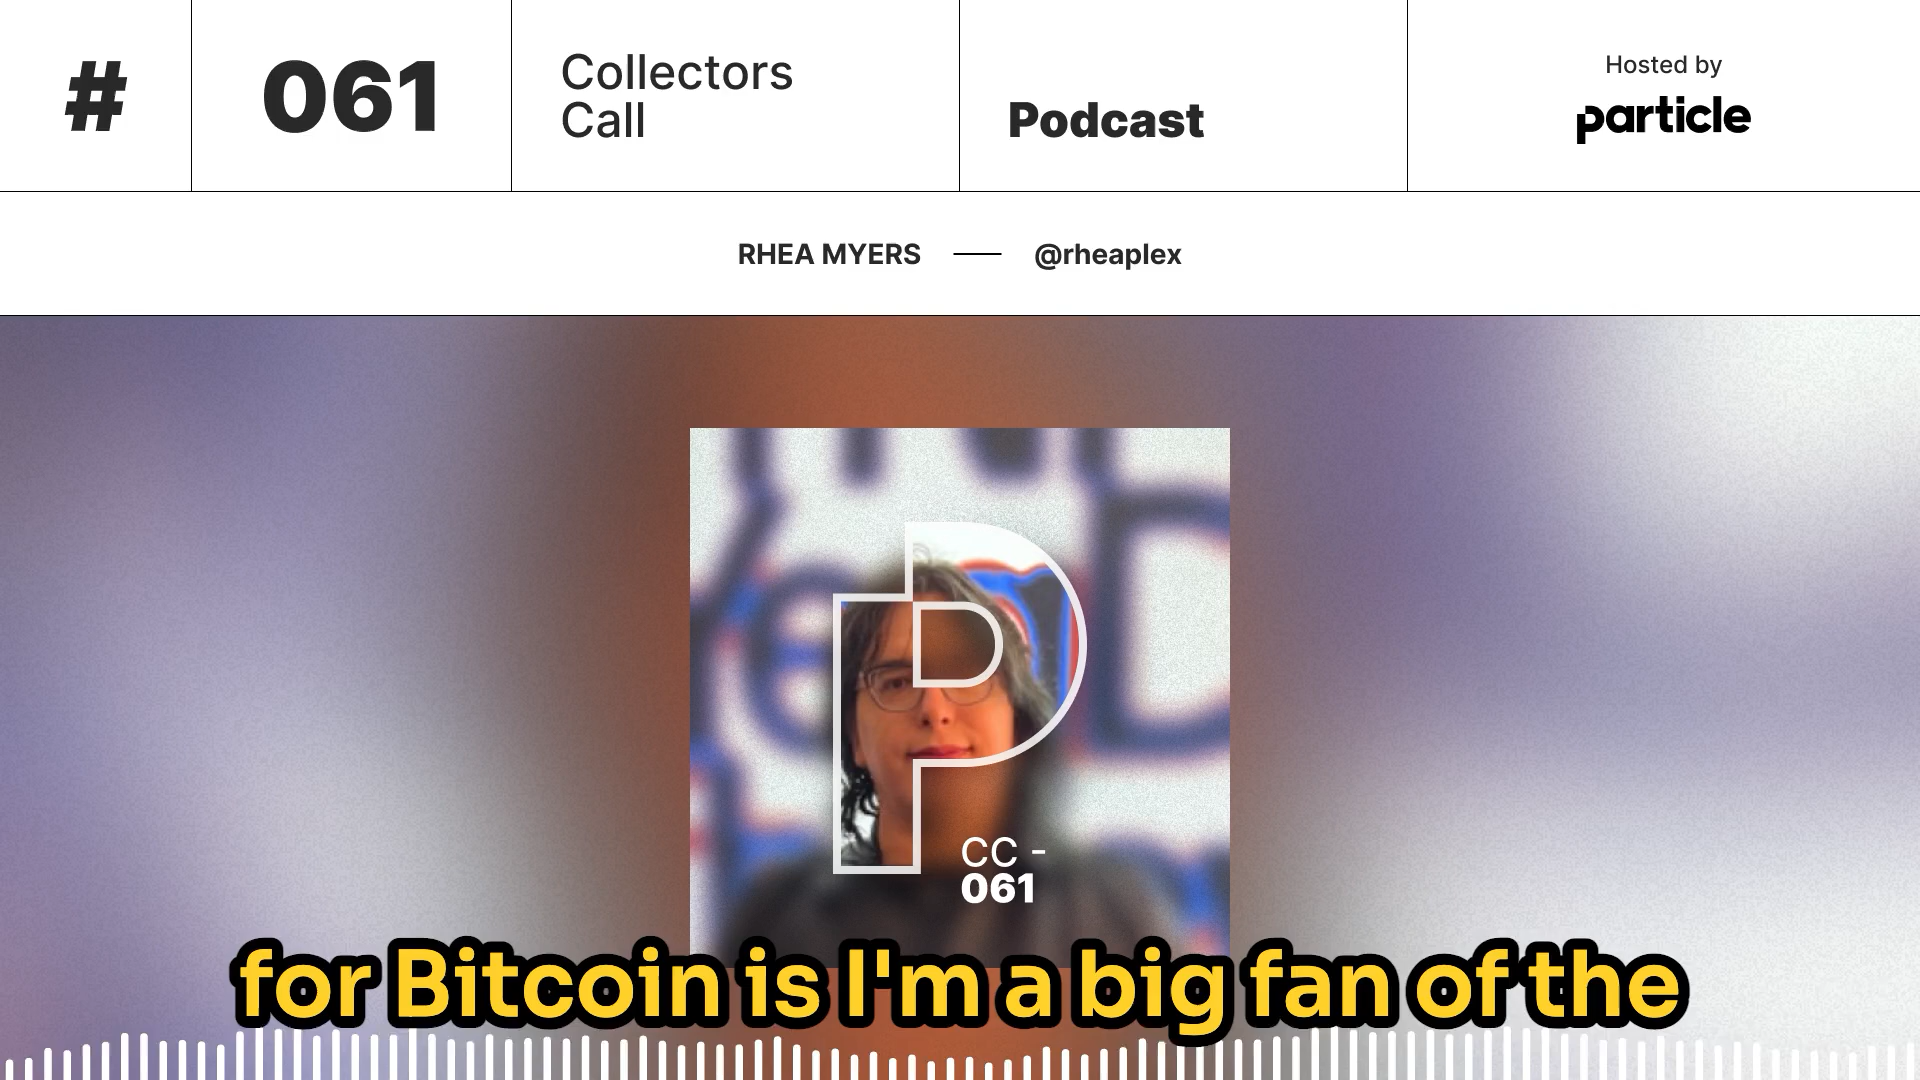 #
061
Collectors
Call
Podcast
Hosted by
particle
RHEA MYERS — @rheaplex
CC -
061
for Bitcoin is I'm a big fan of the